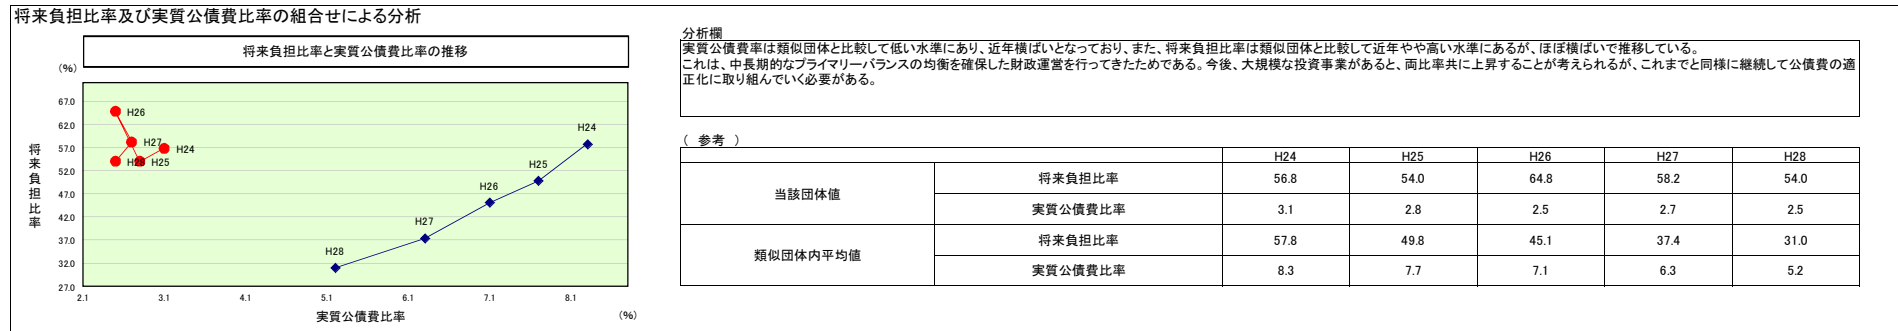 将来負担比率及び実質公債費比率の組合せによる分析
将来負担比率と実質公債費比率の推移
(%)
67.0
62.0
57.0
52.0
47.0
42.0
37.0
32.0
27.0
将来負担比率
H26
H27
H24
H28
H25
H24
H25
H26
H27
H28
2.1 3.1 4.1 5.1 6.1 7.1 8.1
実質公債費比率
(%)
分析欄
実質公債費率は類似団体と比較して低い水準にあり、近年横ばいとなっており、また、将来負担比率は類似団体と比較して近年やや高い水準にあるが、ほぼ横ばいで推移している。
これは、中長期的なプライマリーバランスの均衡を確保した財政運営を行ってきたためである。今後、大規模な投資事業があると、両比率共に上昇することが考えられるが、これまでと同様に継続して公債費の適
正化に取り組んでいく必要がある。
( 参考 )
H24 H25 H26 H27 H28
当該団体値
将来負担比率 56.8 54.0 64.8 58.2 54.0
実質公債費比率 3.1 2.8 2.5 2.7 2.5
類似団体内平均値
将来負担比率 57.8 49.8 45.1 37.4 31.0
実質公債費比率 8.3 7.7 7.1 6.3 5.2